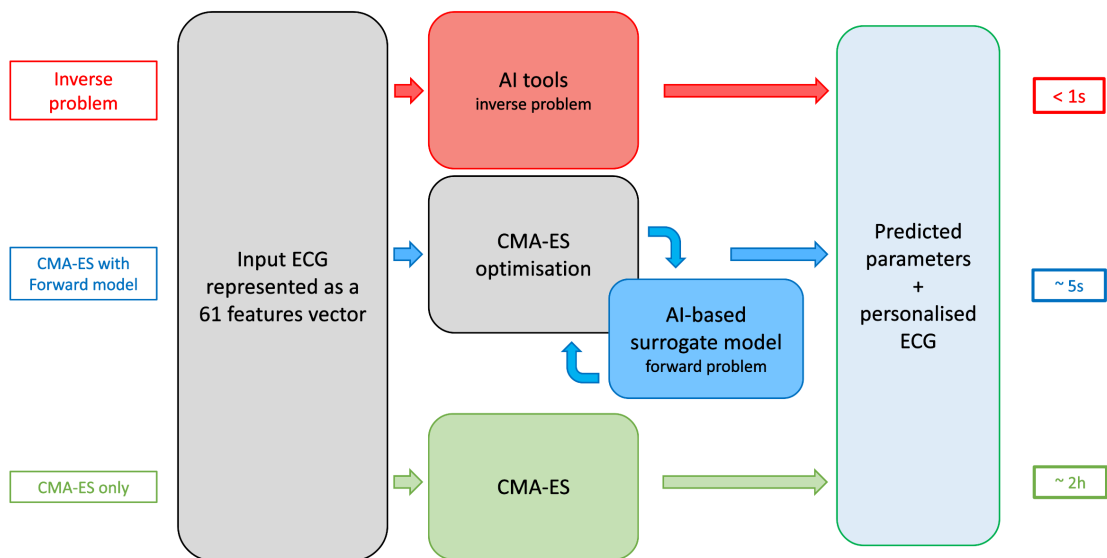 Inverse
problem
AI tools
inverse problem
< 1s
CMA-ES with
Forward model
Input ECG
represented as a
61 features vector
CMA-ES
optimisation
AI-based
surrogate model
forward problem
Predicted
parameters
+
personalised
ECG
~ 5s
CMA-ES only
CMA-ES
~ 2h